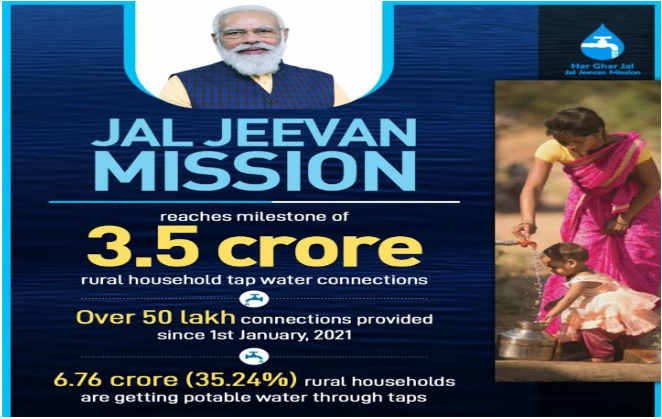 Har Ghar Jal
Jal Jeevan Mission
JAL JEEVAN
MISSION
reaches milestone of
3.5 crore
rural household tap water connections
Over 50 lakh connections provided
since 1st January, 2021
6.76 crore (35.24%) rural households
are getting potable water through taps